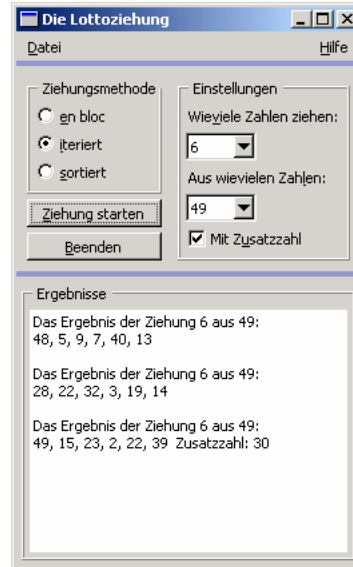 Die Lottoziehung
Datei Hilfe
Ziehungsmethode
en bloc
iteriert
sortiert
Ziehung starten
Beenden
Einstellungen
Wieviele Zahlen ziehen:
6
Aus wievielen Zahlen:
49
Mit Zusatzzahl
Ergebnisse
Das Ergebnis der Ziehung 6 aus 49:
48, 5, 9, 7, 40, 13
Das Ergebnis der Ziehung 6 aus 49:
28, 22, 32, 3, 19, 14
Das Ergebnis der Ziehung 6 aus 49:
49, 15, 23, 2, 22, 39 Zusatzzahl: 30